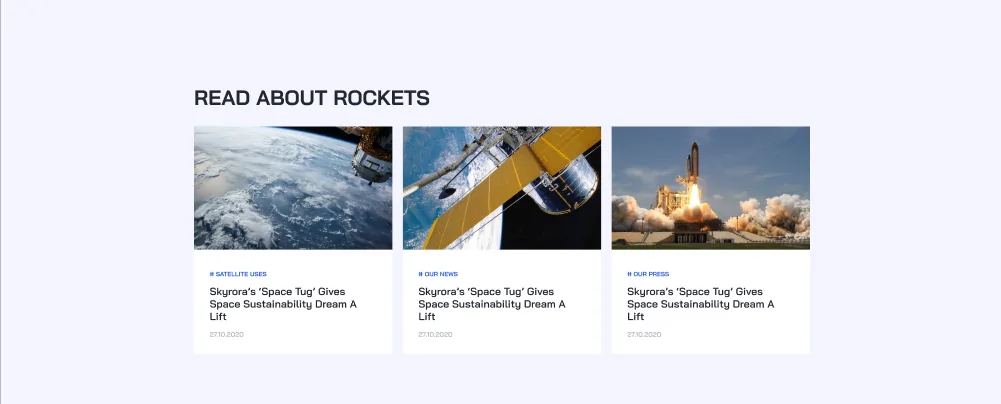 READ ABOUT ROCKETS
# SATELLITE USES
Skyrora's ‘Space Tug’ Gives
Space Sustainability Dream A
Lift
27.10.2020
# OUR NEWS
Skyrora's ‘Space Tug’ Gives
Space Sustainability Dream A
Lift
27.10.2020
# OUR PRESS
Skyrora's ‘Space Tug’ Gives
Space Sustainability Dream A
Lift
27.10.2020